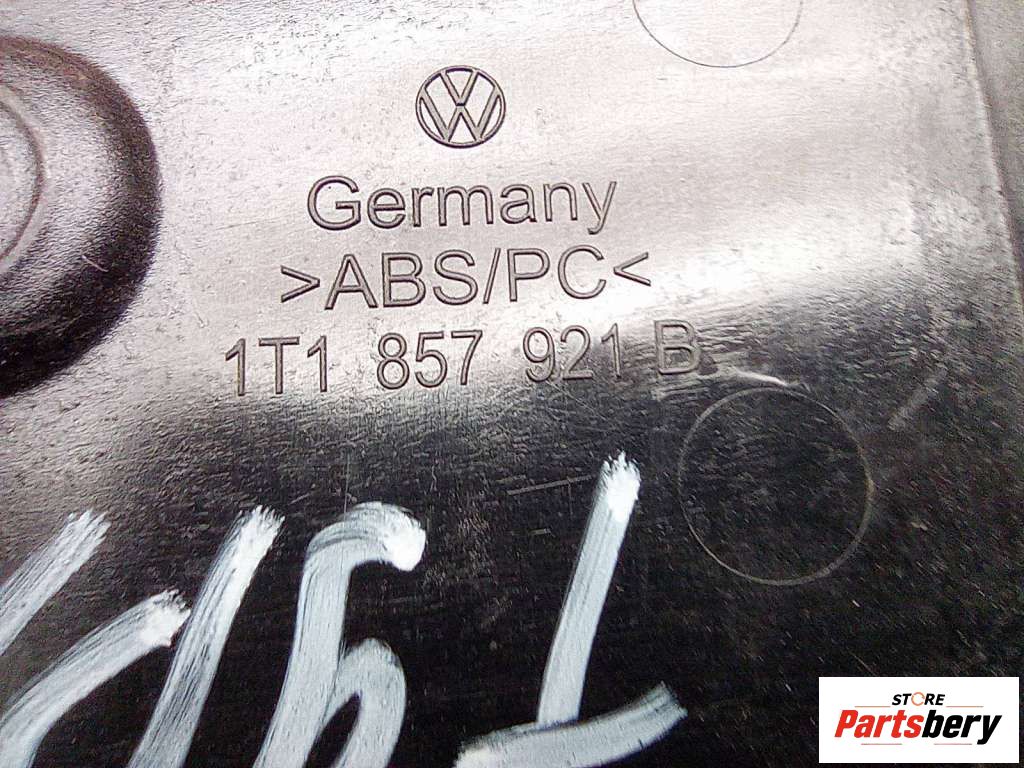 Germany
>ABS/PC<
1T1 857 921 B
STORE
Partsbery